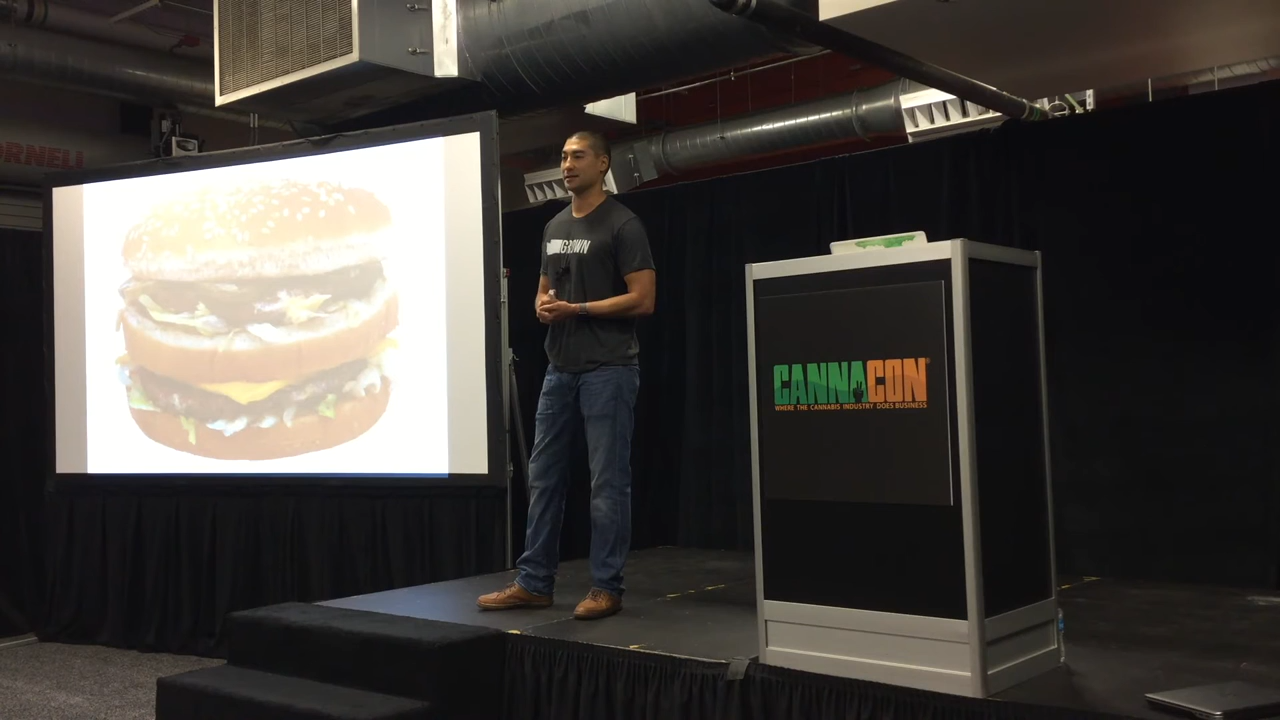 GROWN
CANNACON®
WHERE THE CANNABIS INDUSTRY DOES BUSINESS